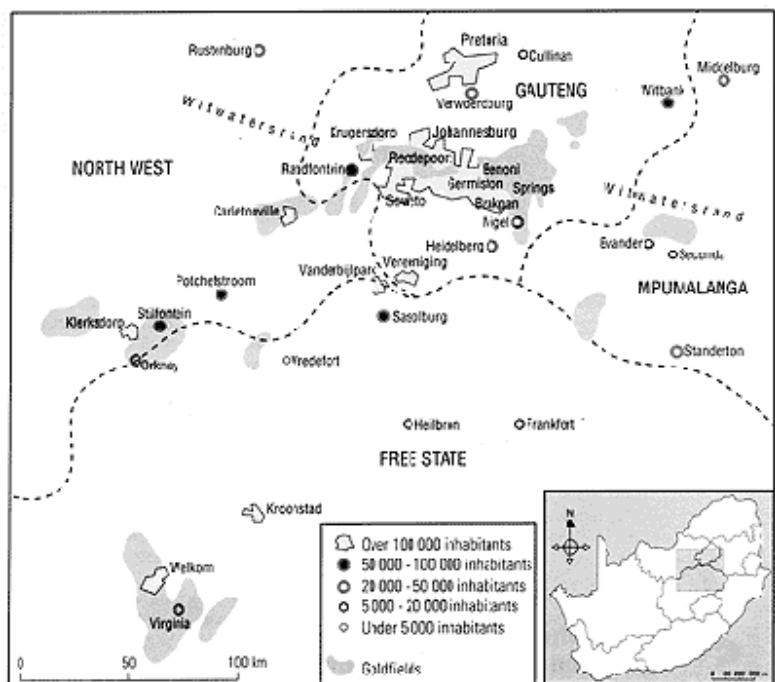 Pretoria
Rustenburg
Cullinan
Middelburg
GAUTENG
Witbank
Verwoerdburg
Witwatersrand
Krugersdorp
Johannesburg
NORTH WEST
Roodepoort
Randfontein
Benoni
Germiston
Springs
Soweto
Brakpan
Witwatersrand
Carletonville
Nigel
Heidelberg
Evander
Secunda
Vereeniging
Vanderbijlpark
Potchefstroom
MPUMALANGA
Stilfontein
Sasolburg
Klerksdorp
Orkney
Vredefort
Standerton
Heilbron
Frankfort
FREE STATE
Kroonstad
N
Over 100 000 inhabitants
50 000 - 100 000 inhabitants
Welkom
20 000 - 50 000 inhabitants
5 000 - 20 000 inhabitants
Virginia
Under 5 000 inhabitants
Goldfields
0 50 100 km